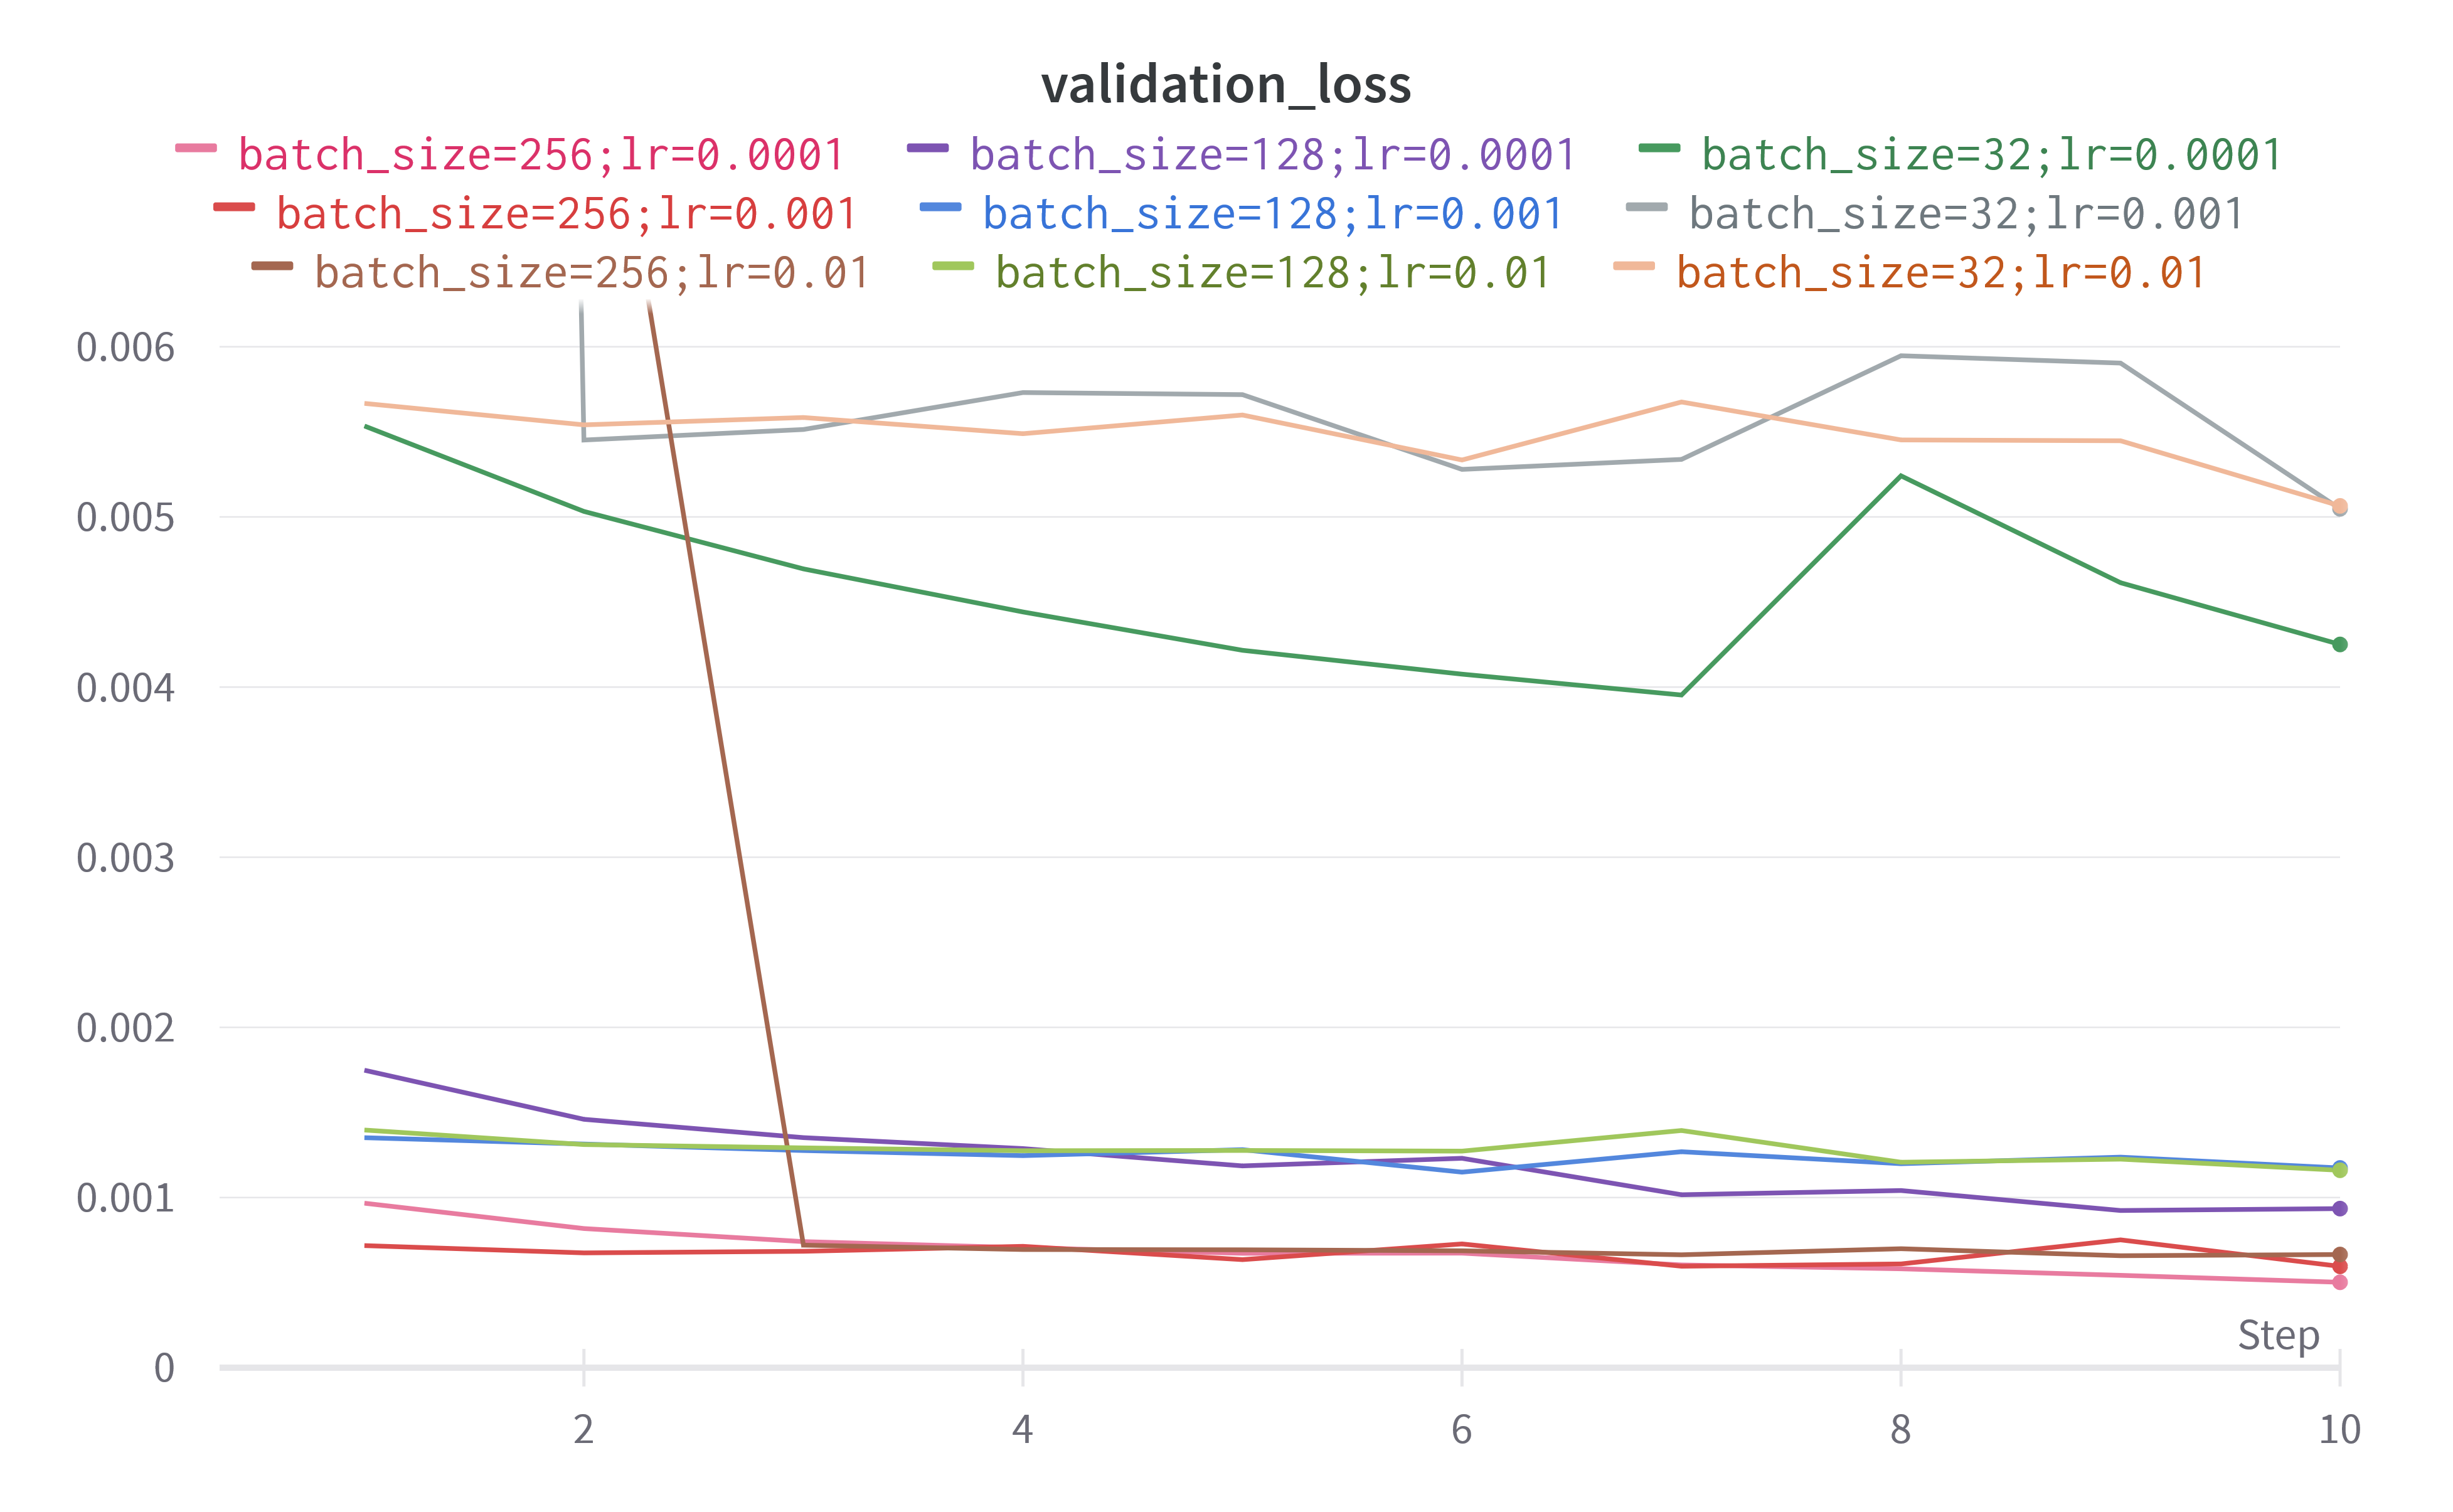 validation_loss
batch_size=256;lr=0.0001 batch_size=128;lr=0.0001 batch_size=32;lr=0.0001
batch_size=256;lr=0.001 batch_size=128;lr=0.001 batch_size=32;lr=0.001
batch_size=256;lr=0.01 batch_size=128;lr=0.01 batch_size=32;lr=0.01
0.006
0.005
0.004
0.003
0.002
0.001
Step
0
2 4 6 8 10